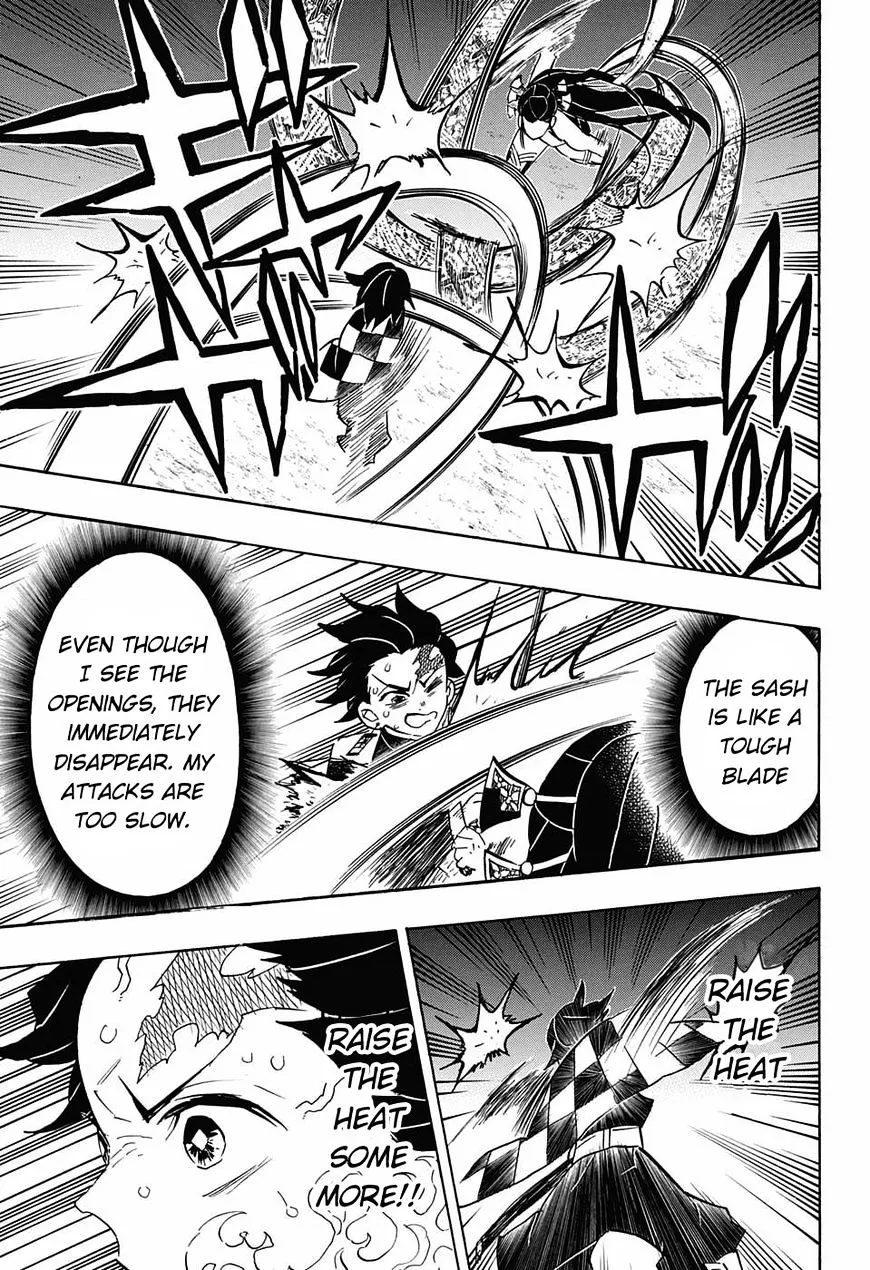 THE SASH
IS LIKE A
TOUGH
BLADE
EVEN THOUGH
I SEE THE
OPENINGS, THEY
IMMEDIATELY
DISAPPEAR. MY
ATTACKS ARE
TOO SLOW.
RAISE
THE
HEAT
RAISE
THE
HEAT
SOME
MORE!!